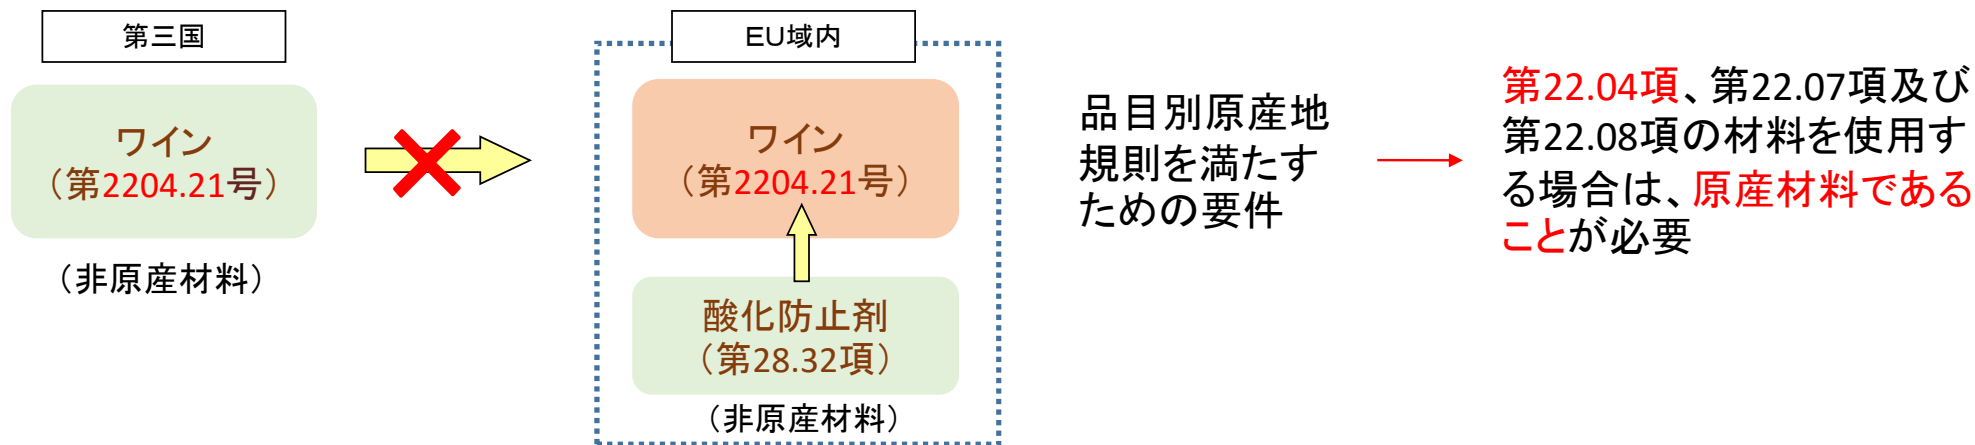 第三国
ワイン
（第2204.21号）
（非原産材料）
EU域内
ワイン
（第2204.21号）
酸化防止剤
（第28.32項）
（非原産材料）
品目別原産地
規則を満たす
ための要件
第22.04項、第22.07項及び
第22.08項の材料を使用す
る場合は、原産材料である
ことが必要